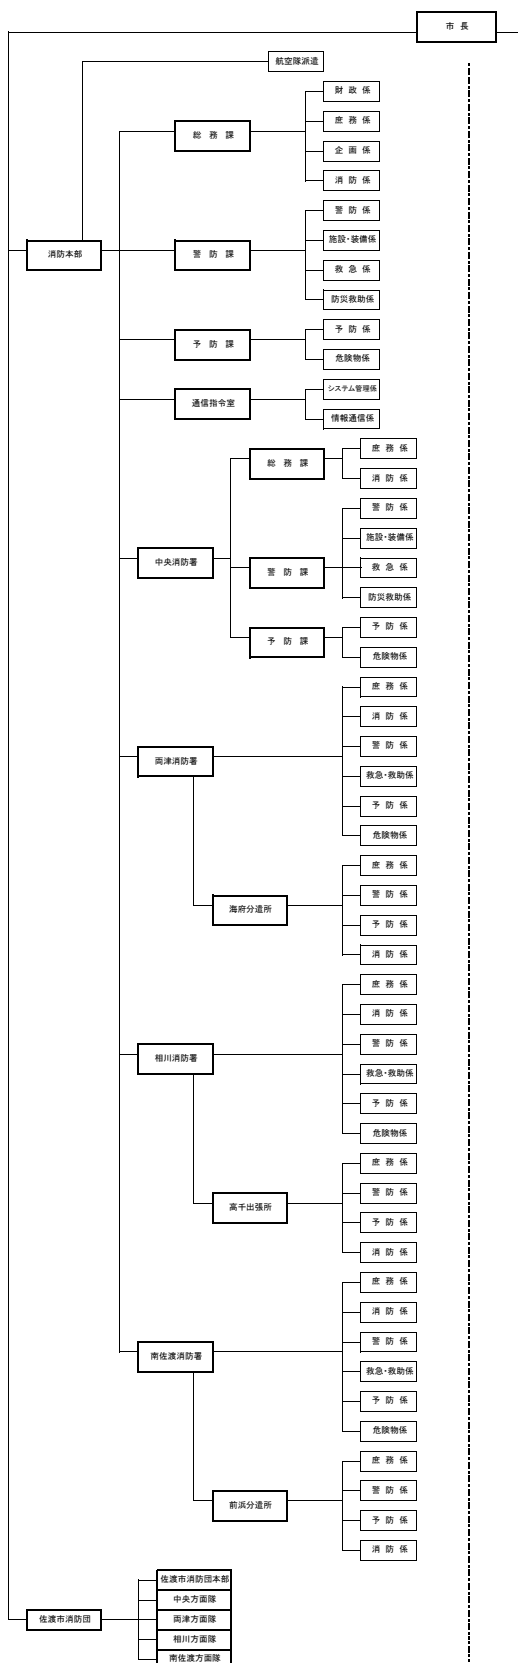 市 長
航空隊派遣
財 政 係
総 務 課
庶 務 係
企 画 係
消 防 係
消防本部
警 防 係
警 防 課
施設・装備係
救 急 係
防災救助係
予 防 課
予 防 係
危険物係
通信指令室
システム管理係
情報通信係
中央消防署
総 務 課
庶 務 係
消 防 係
警 防 課
警 防 係
施設・装備係
救 急 係
防災救助係
予 防 課
予 防 係
危険物係
両津消防署
庶 務 係
消 防 係
警 防 係
救急・救助係
予 防 係
危険物係
海府分遣所
庶 務 係
警 防 係
予 防 係
消 防 係
相川消防署
庶 務 係
消 防 係
警 防 係
救急・救助係
予 防 係
危険物係
高千出張所
庶 務 係
警 防 係
予 防 係
消 防 係
南佐渡消防署
庶 務 係
消 防 係
警 防 係
救急・救助係
予 防 係
危険物係
前浜分遣所
庶 務 係
警 防 係
予 防 係
消 防 係
佐渡市消防団
佐渡市消防団本部
中央方面隊
両津方面隊
相川方面隊
南佐渡方面隊